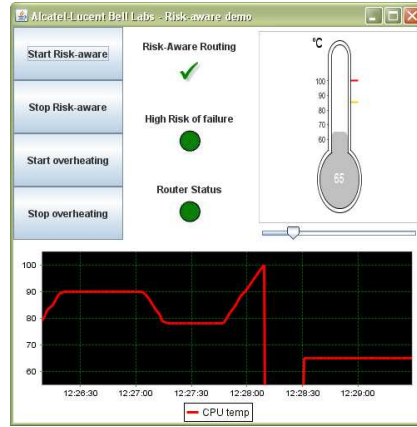 Alcatel-Lucent Bell Labs - Risk-aware demo
Start Risk-aware
Stop Risk-aware
Start overheating
Stop overheating
Risk-Aware Routing
High Risk of failure
Router Status
°C
100
90
80
70
60
65
100
90
80
70
60
12:26:30 12:27:00 12:27:30 12:28:00 12:28:30 12:29:00
CPU temp